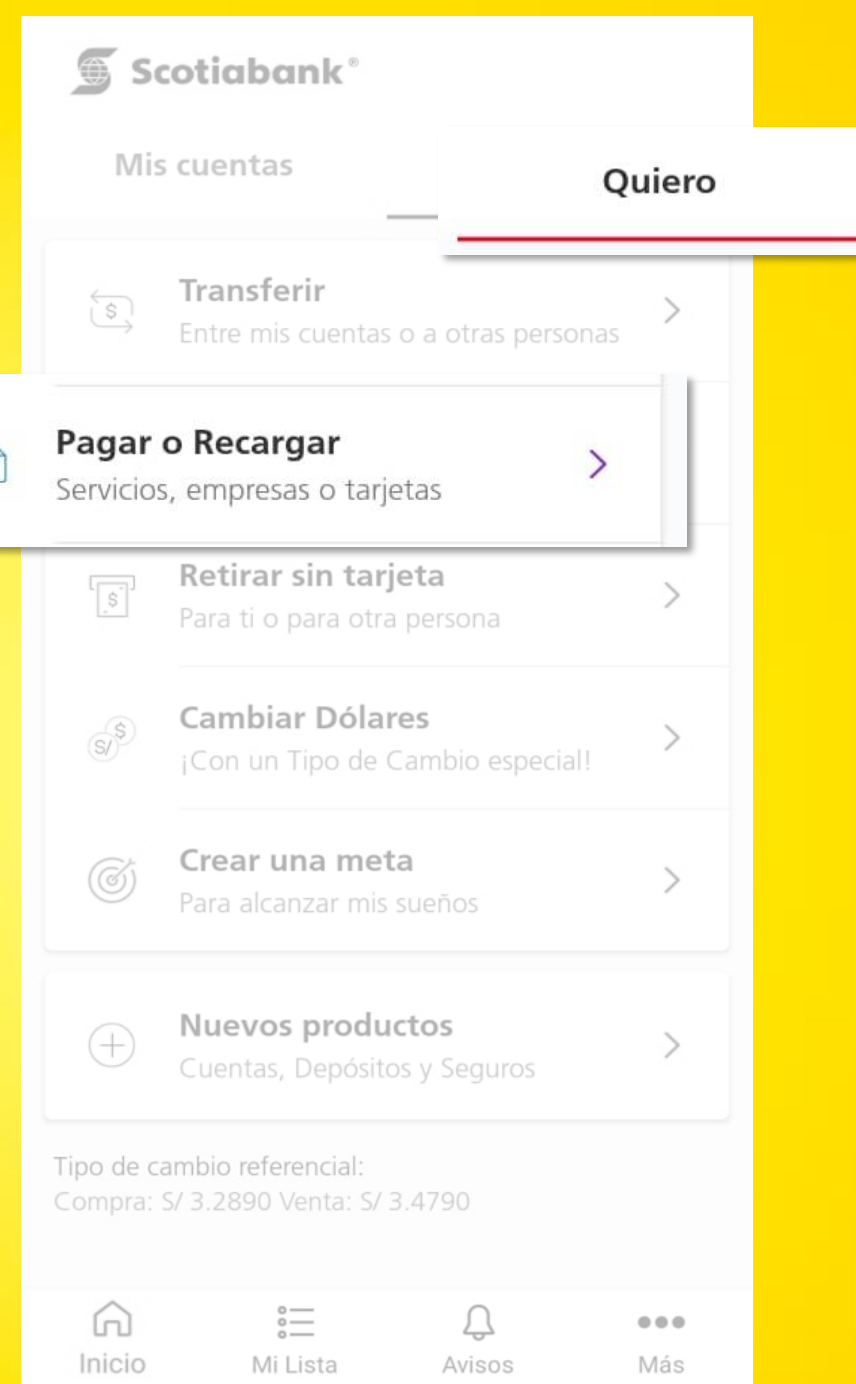 Scotiabank®
Mis cuentas
Quiero
Transferir
Entre mis cuentas o a otras personas
Pagar o Recargar
Servicios, empresas o tarjetas
Retirar sin tarjeta
Para ti o para otra persona
Cambiar Dólares
¡Con un Tipo de Cambio especial!
Crear una meta
Para alcanzar mis sueños
Nuevos productos
Cuentas, Depósitos y Seguros
Tipo de cambio referencial:
Compra: S/ 3.2890 Venta: S/ 3.4790
Inicio
Mi Lista
Avisos
Más